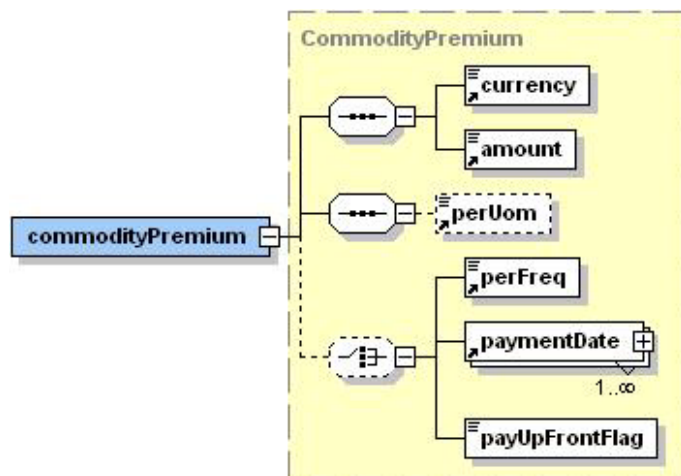 CommodityPremium
currency
amount
commodityPremium
perUom
perFreq
paymentDate
1..∞
payUpFrontFlag